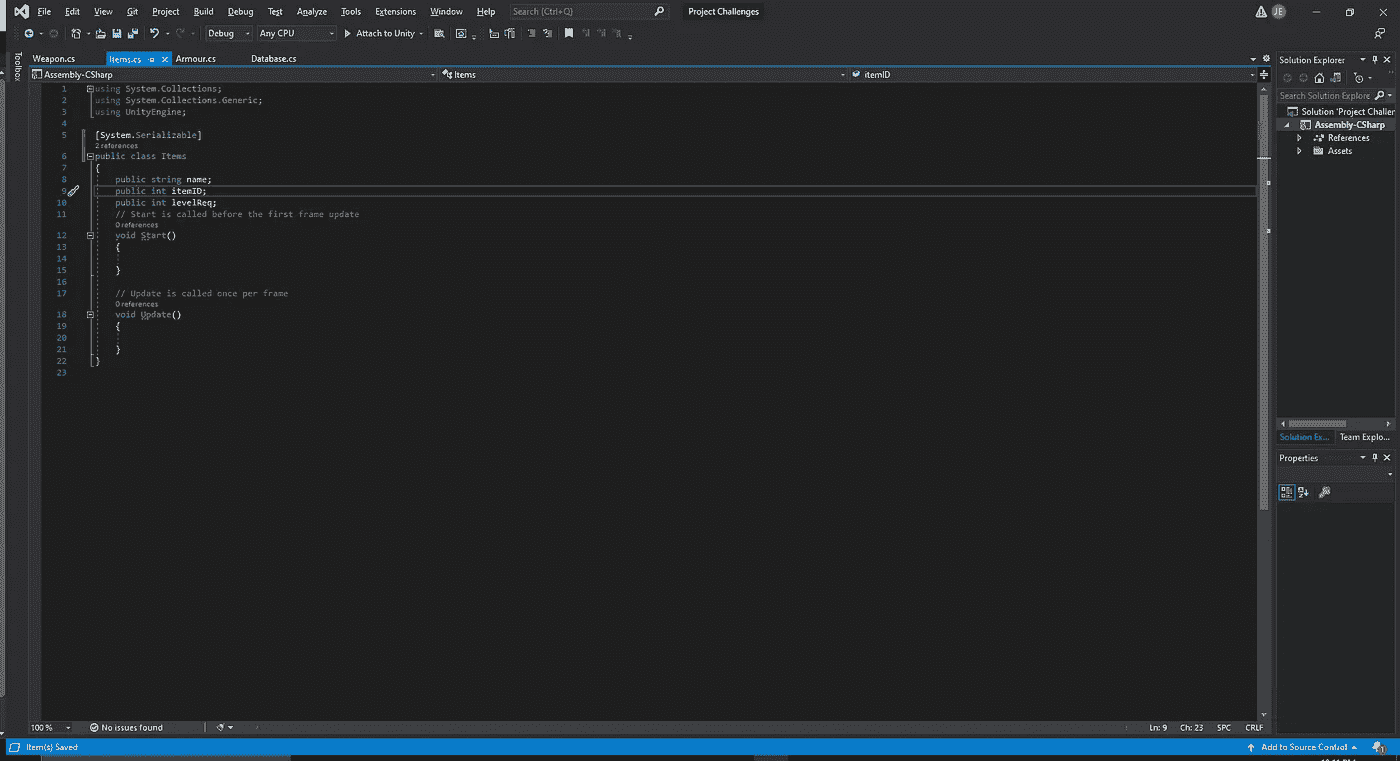 File Edit View Git Project Build Debug Test Analyze Tools Extensions Window Help Search (Ctrl+Q) Project Challenges JE
Debug Any CPU Attach to Unity
Toolbox
Weapon.cs Items.cs Armour.cs Database.cs
Assembly-CSharp Items itemID
1 using System.Collections;
2 using System.Collections.Generic;
3 using UnityEngine;
4
5 [System.Serializable]
2 references
6 public class Items
7 {
8 public string name;
9 public int itemID;
10 public int levelReq;
11 // Start is called before the first frame update
0 references
12 void Start()
13 {
14
15 }
16
17 // Update is called once per frame
0 references
18 void Update()
19 {
20
21 }
22 }
23
100 % No issues found Ln: 9 Ch: 23 SPC CRLF
Item(s) Saved Add to Source Control 1
Solution Explorer
Search Solution Explore
Solution 'Project Challer
Assembly-CSharp
References
Assets
Solution Ex... Team Explo...
Properties